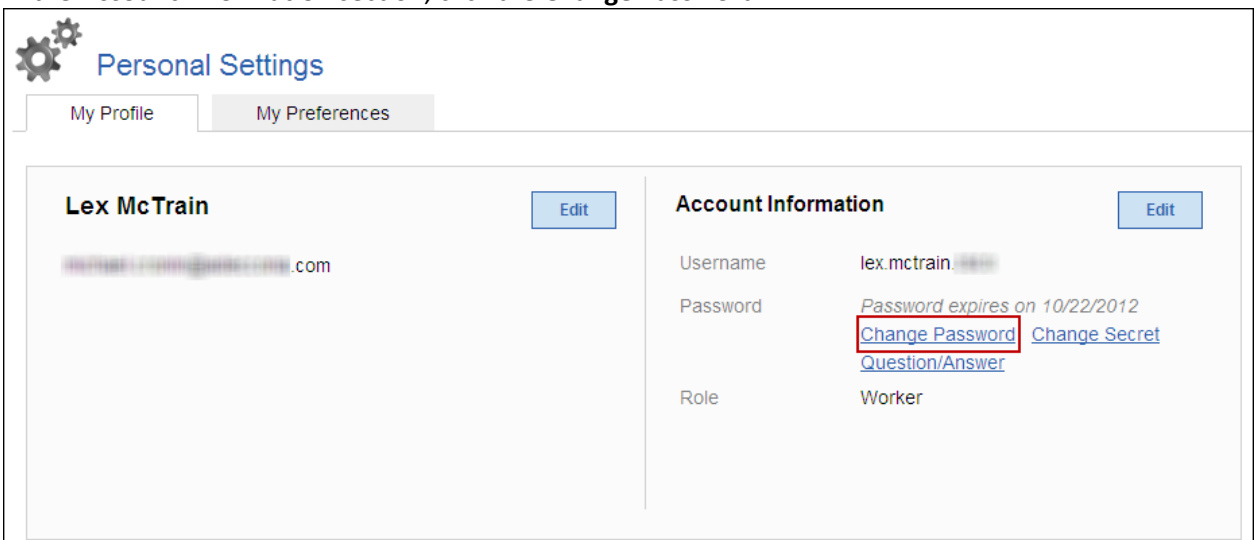 Personal Settings
My Profile My Preferences
Lex McTrain Edit
.com
Account Information Edit
Username lex.mctrain.
Password Password expires on 10/22/2012
Change Password Change Secret
Question/Answer
Role Worker